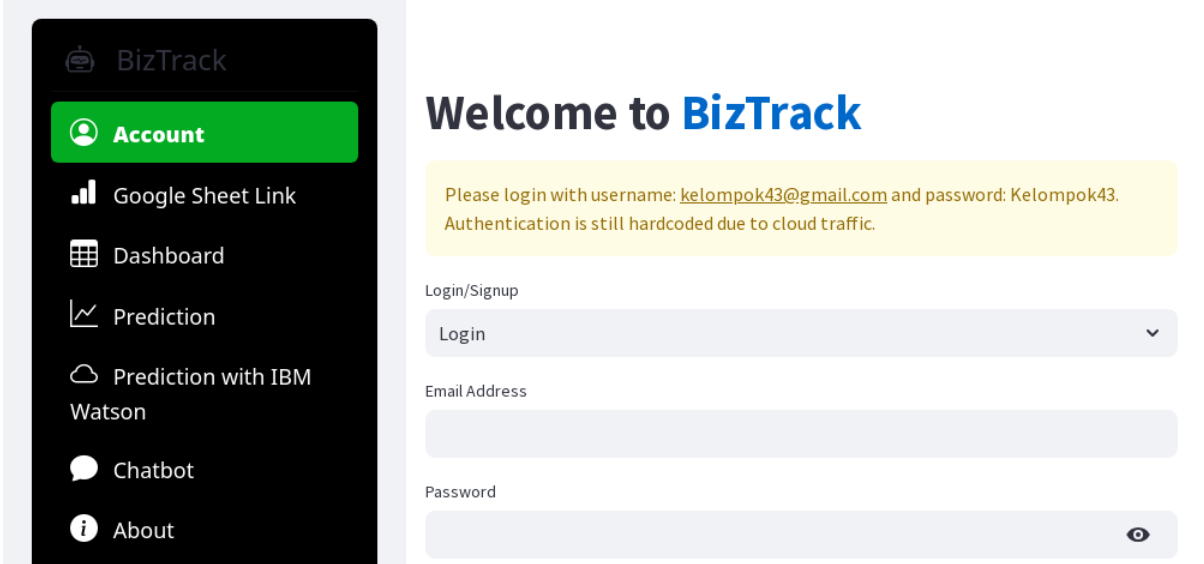 BizTrack
Account
Google Sheet Link
Dashboard
Prediction
Prediction with IBM
Watson
Chatbot
About
Welcome to BizTrack
Please login with username: kelompok43@gmail.com and password: Kelompok43.
Authentication is still hardcoded due to cloud traffic.
Login/Signup
Login
Email Address
Password